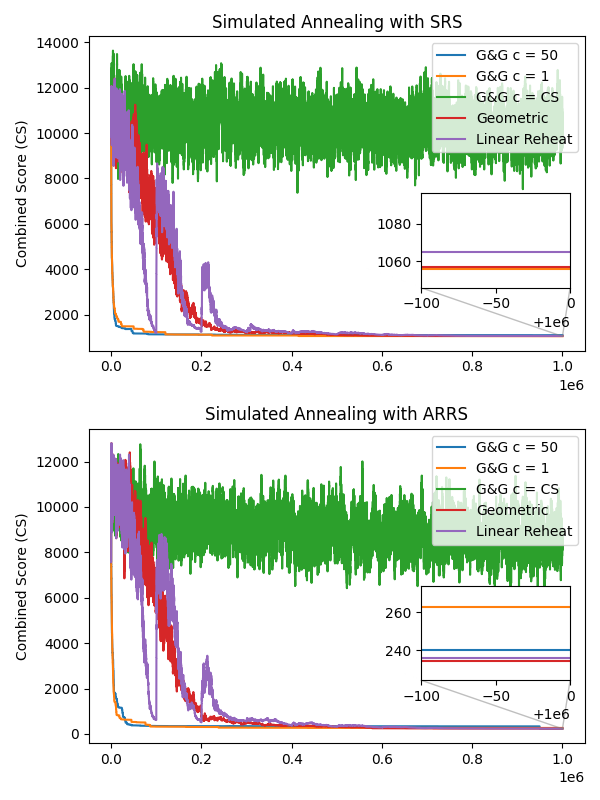 Simulated Annealing with SRS
Combined Score (CS)
14000
12000
10000
8000
6000
4000
2000
G&G c = 50
G&G c = 1
G&G c = CS
Geometric
Linear Reheat
1080
1060
−100 −50 0
+1e6
0.0 0.2 0.4 0.6 0.8 1.0
1e6
Simulated Annealing with ARRS
Combined Score (CS)
12000
10000
8000
6000
4000
2000
0
G&G c = 50
G&G c = 1
G&G c = CS
Geometric
Linear Reheat
260
240
−100 −50 0
+1e6
0.0 0.2 0.4 0.6 0.8 1.0
1e6